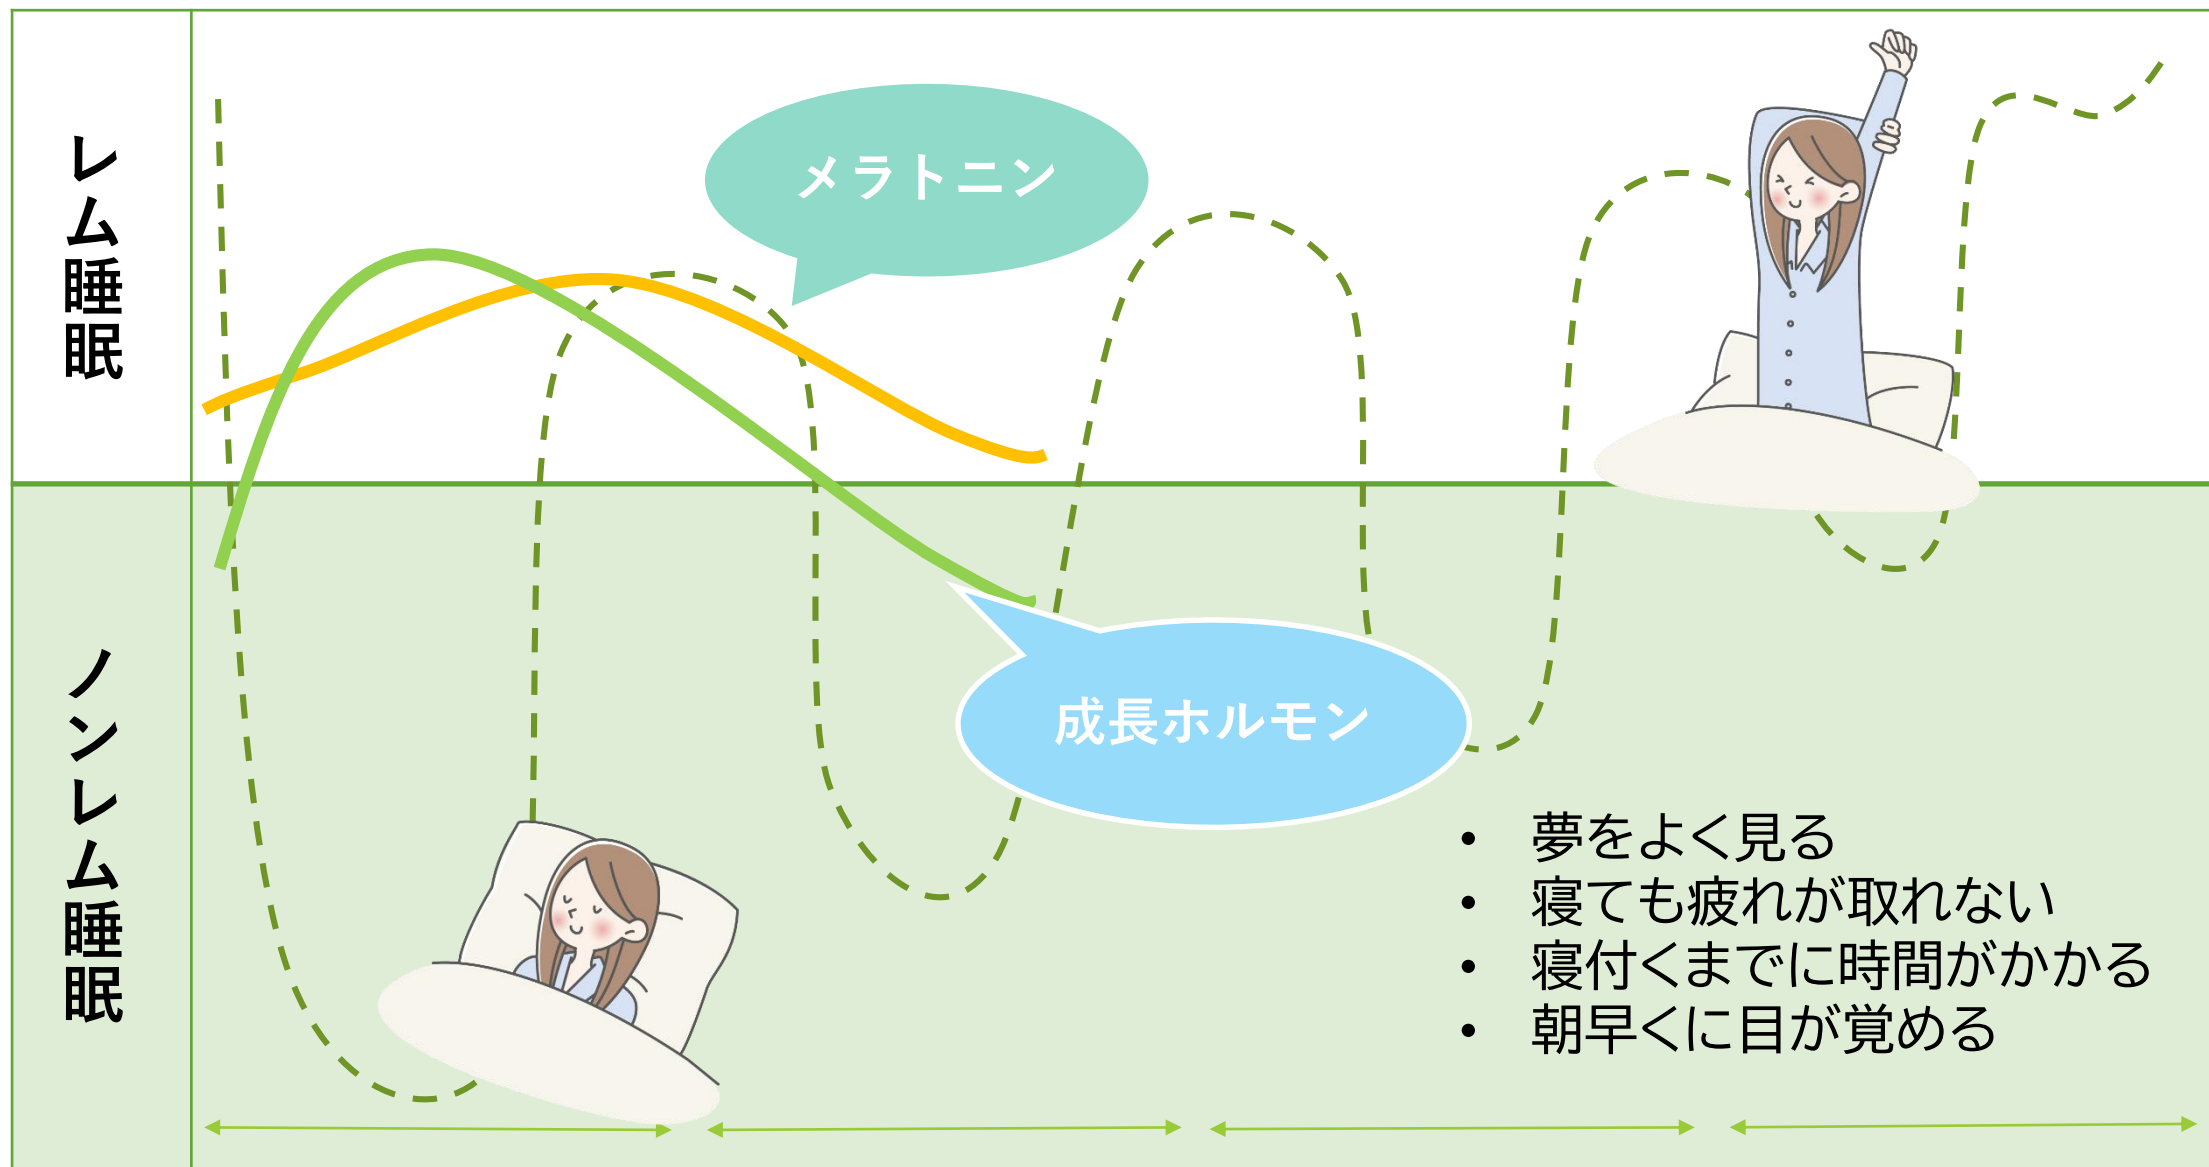 レム睡眠
メラトニン
成長ホルモン
ノンレム睡眠
• 夢をよく見る
• 寝ても疲れが取れない
• 寝付くまでに時間がかかる
• 朝早くに目が覚める